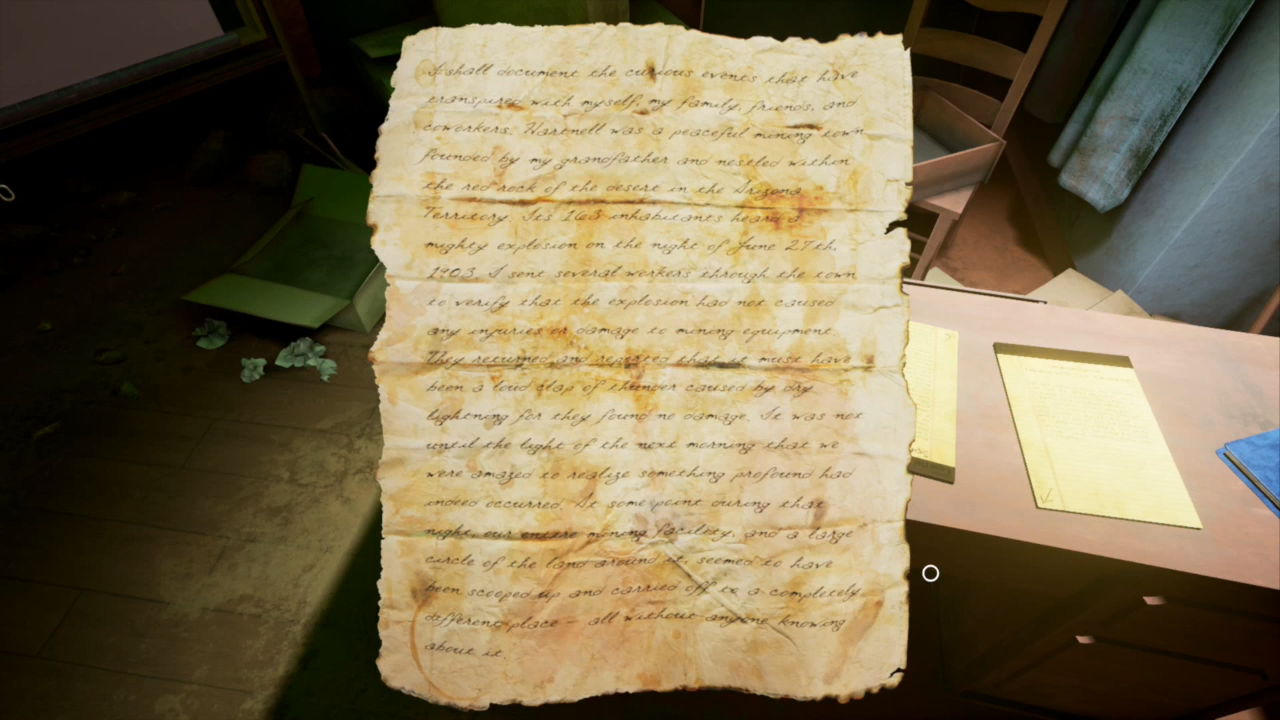 I shall document the curious events that have
transpired with myself, my family, friends, and
coworkers. Hartnell was a peaceful mining town
founded by my grandfather and nestled within
the red rock of the desert in the Arizona
Territory. Its 163 inhabitants heard a
mighty explosion on the night of June 27th,
1903. I sent several workers through the town
to verify that the explosion had not caused
any injuries or damage to mining equipment.
They returned and reported that it must have
been a loud clap of thunder caused by dry
lightning for they found no damage. It was not
until the light of the next morning that we
were amazed to realize something profound had
indeed occurred. At some point during that
night, our entire mining facility, and a large
circle of the land around it, seemed to have
been scooped up and carried off to a completely
different place - all without anyone knowing
about it.